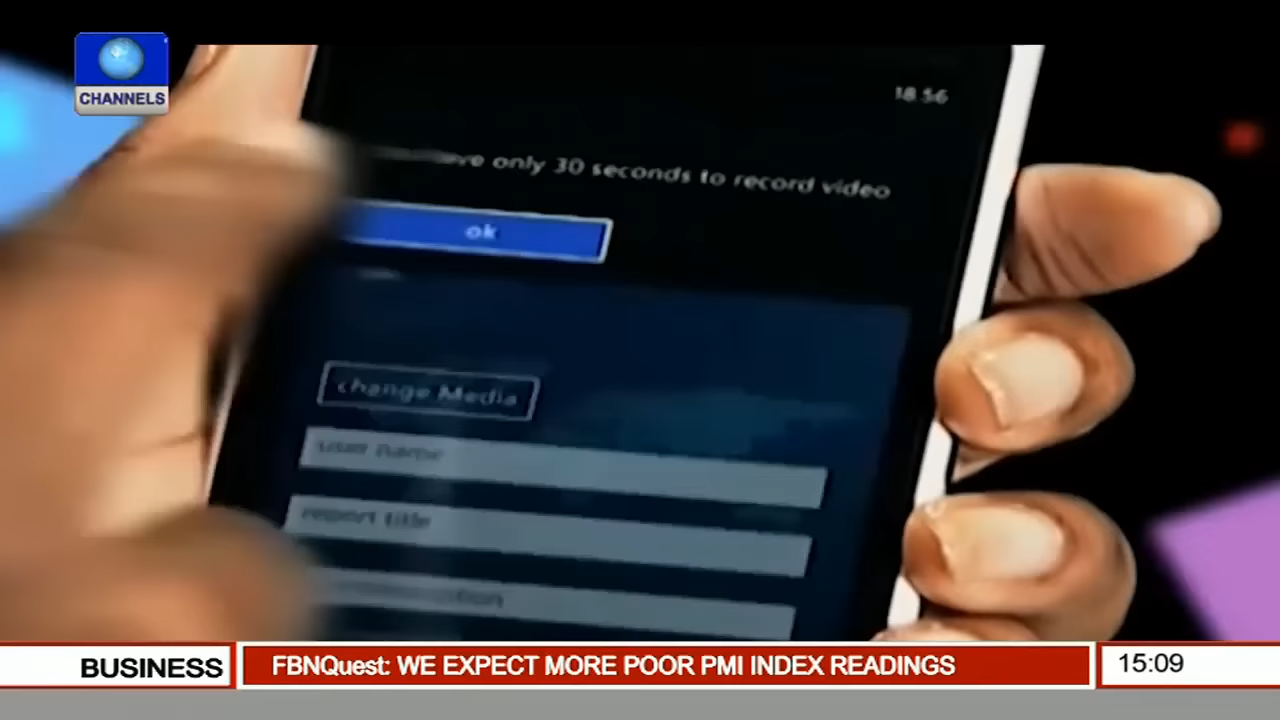 CHANNELS
18.56
only 30 seconds to record video
ok
change Media
user name
report title
BUSINESS
FBNQuest: WE EXPECT MORE POOR PMI INDEX READINGS
15:09